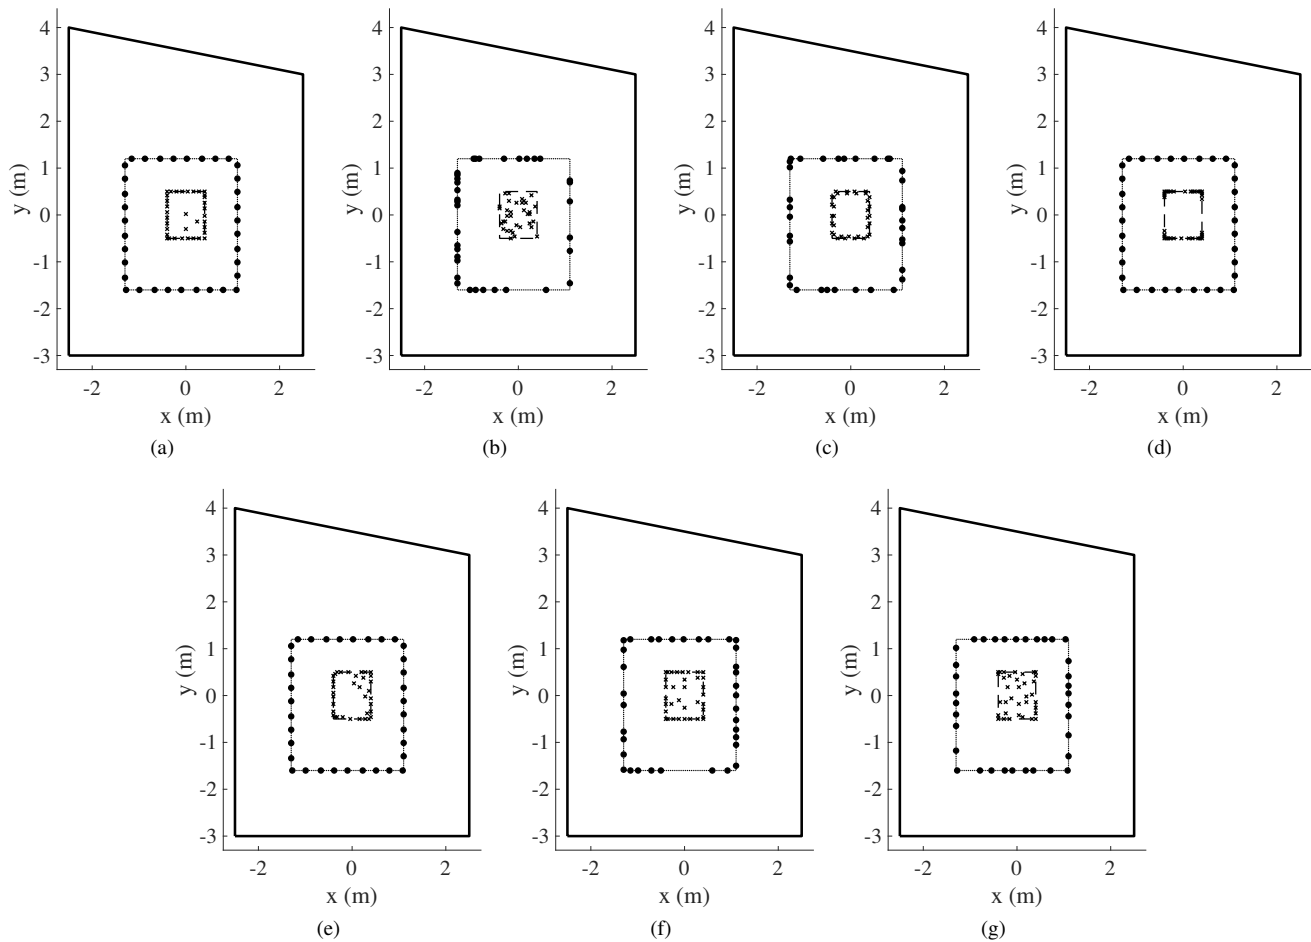 4 4 4 4
3 3 3 3
2 2 2 2
1 1 1 1
y (m) 0 y (m) 0 y (m) 0 y (m) 0
-1 -1 -1 -1
-2 -2 -2 -2
-3 -3 -3 -3
-2 0 2 -2 0 2 -2 0 2 -2 0 2
x (m) x (m) x (m) x (m)
(a) (b) (c) (d)
4 4 4
3 3 3
2 2 2
1 1 1
y (m) 0 y (m) 0 y (m) 0
-1 -1 -1
-2 -2 -2
-3 -3 -3
-2 0 2 -2 0 2 -2 0 2
x (m) x (m) x (m)
(e) (f) (g)